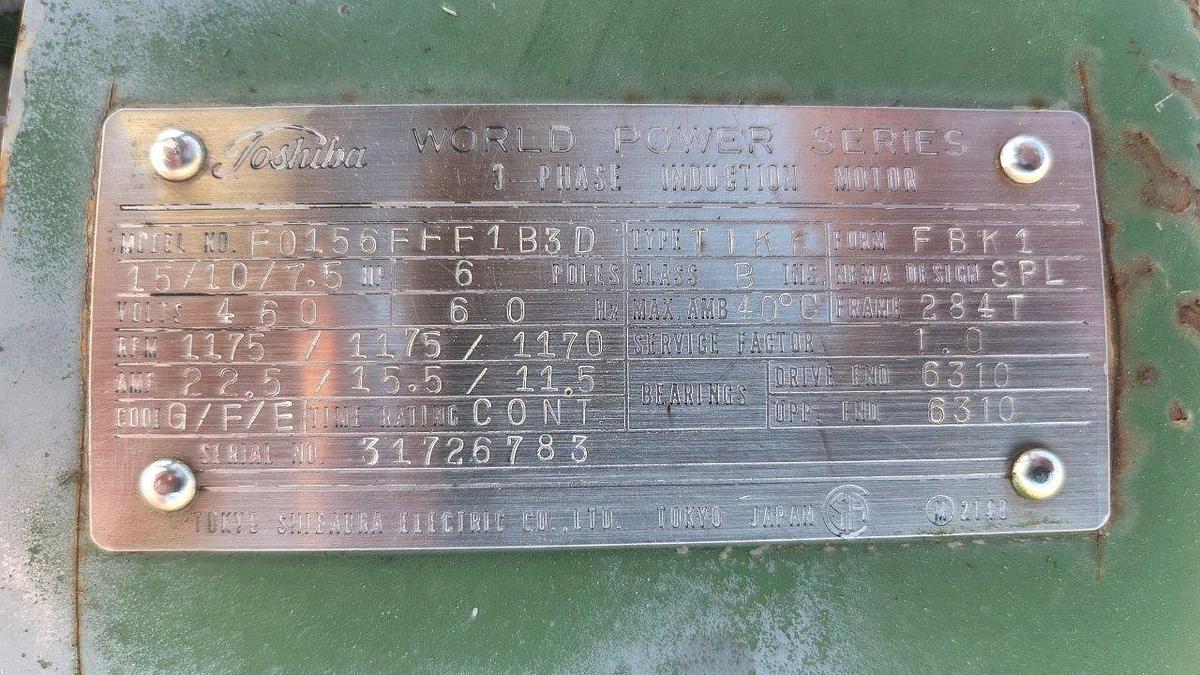 Toshiba WORLD POWER SERIES
3-PHASE INDUCTION MOTOR
MODEL NO. F0156FFF1B3D TYPE FORM FBK1
15/10/7.5 HP 6 POLES CLASS B INS. NEMA DESIGN SPL
VOLTS 460 60 Hz MAX. AMB 40°C FRAME 284T
RPM 1175 / 1175 / 1170 SERVICE FACTOR 1.0
AMP 22.5 / 15.5 / 11.5 BEARINGS DRIVE END 6310
CODE G/F/E TIME RATING CONT. OPP. END 6310
SERIAL NO. 31726783
TOKYO SHIBAURA ELECTRIC CO., LTD. TOKYO JAPAN SA M